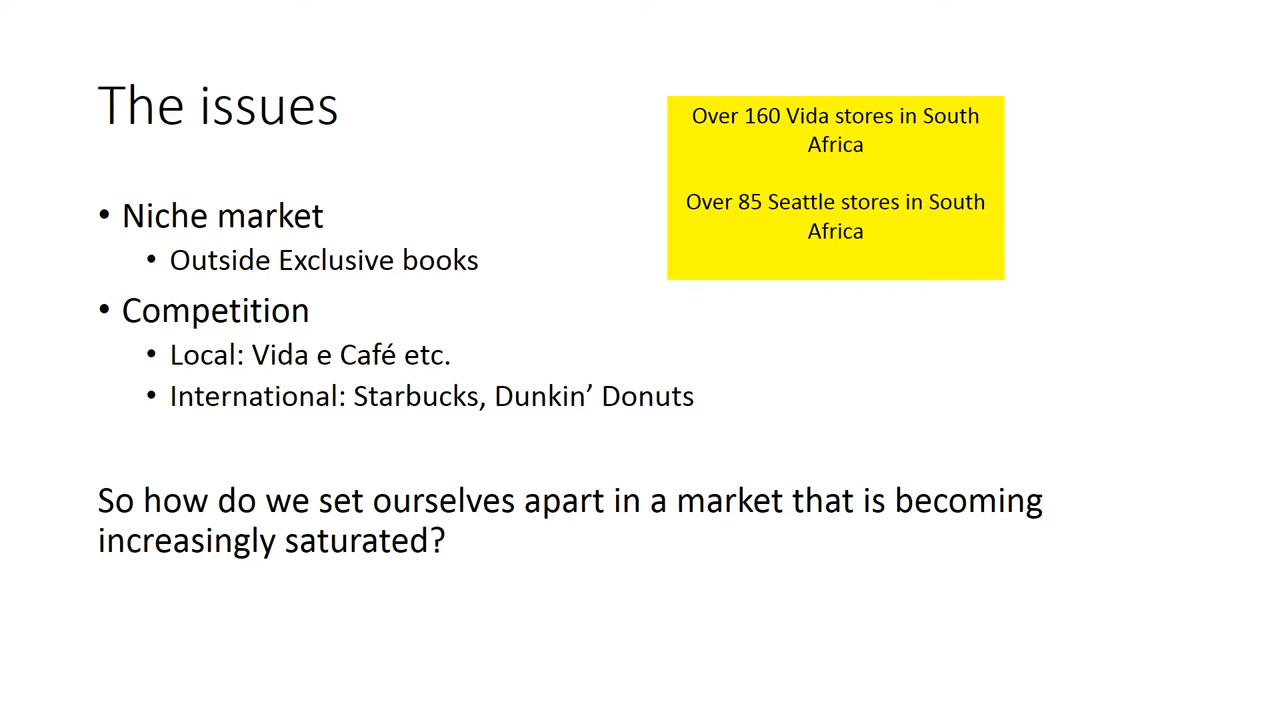 The issues
Over 160 Vida stores in South
Africa
Over 85 Seattle stores in South
Africa
• Niche market
• Outside Exclusive books
• Competition
• Local: Vida e Café etc.
• International: Starbucks, Dunkin’ Donuts
So how do we set ourselves apart in a market that is becoming
increasingly saturated?